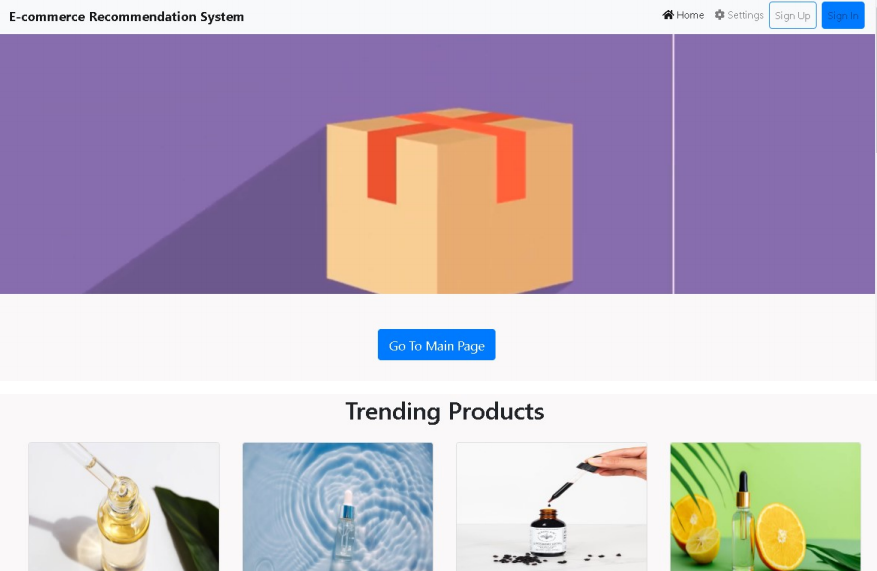 E-commerce Recommendation System
Home
Settings
Sign Up
Sign In
Go To Main Page
Trending Products